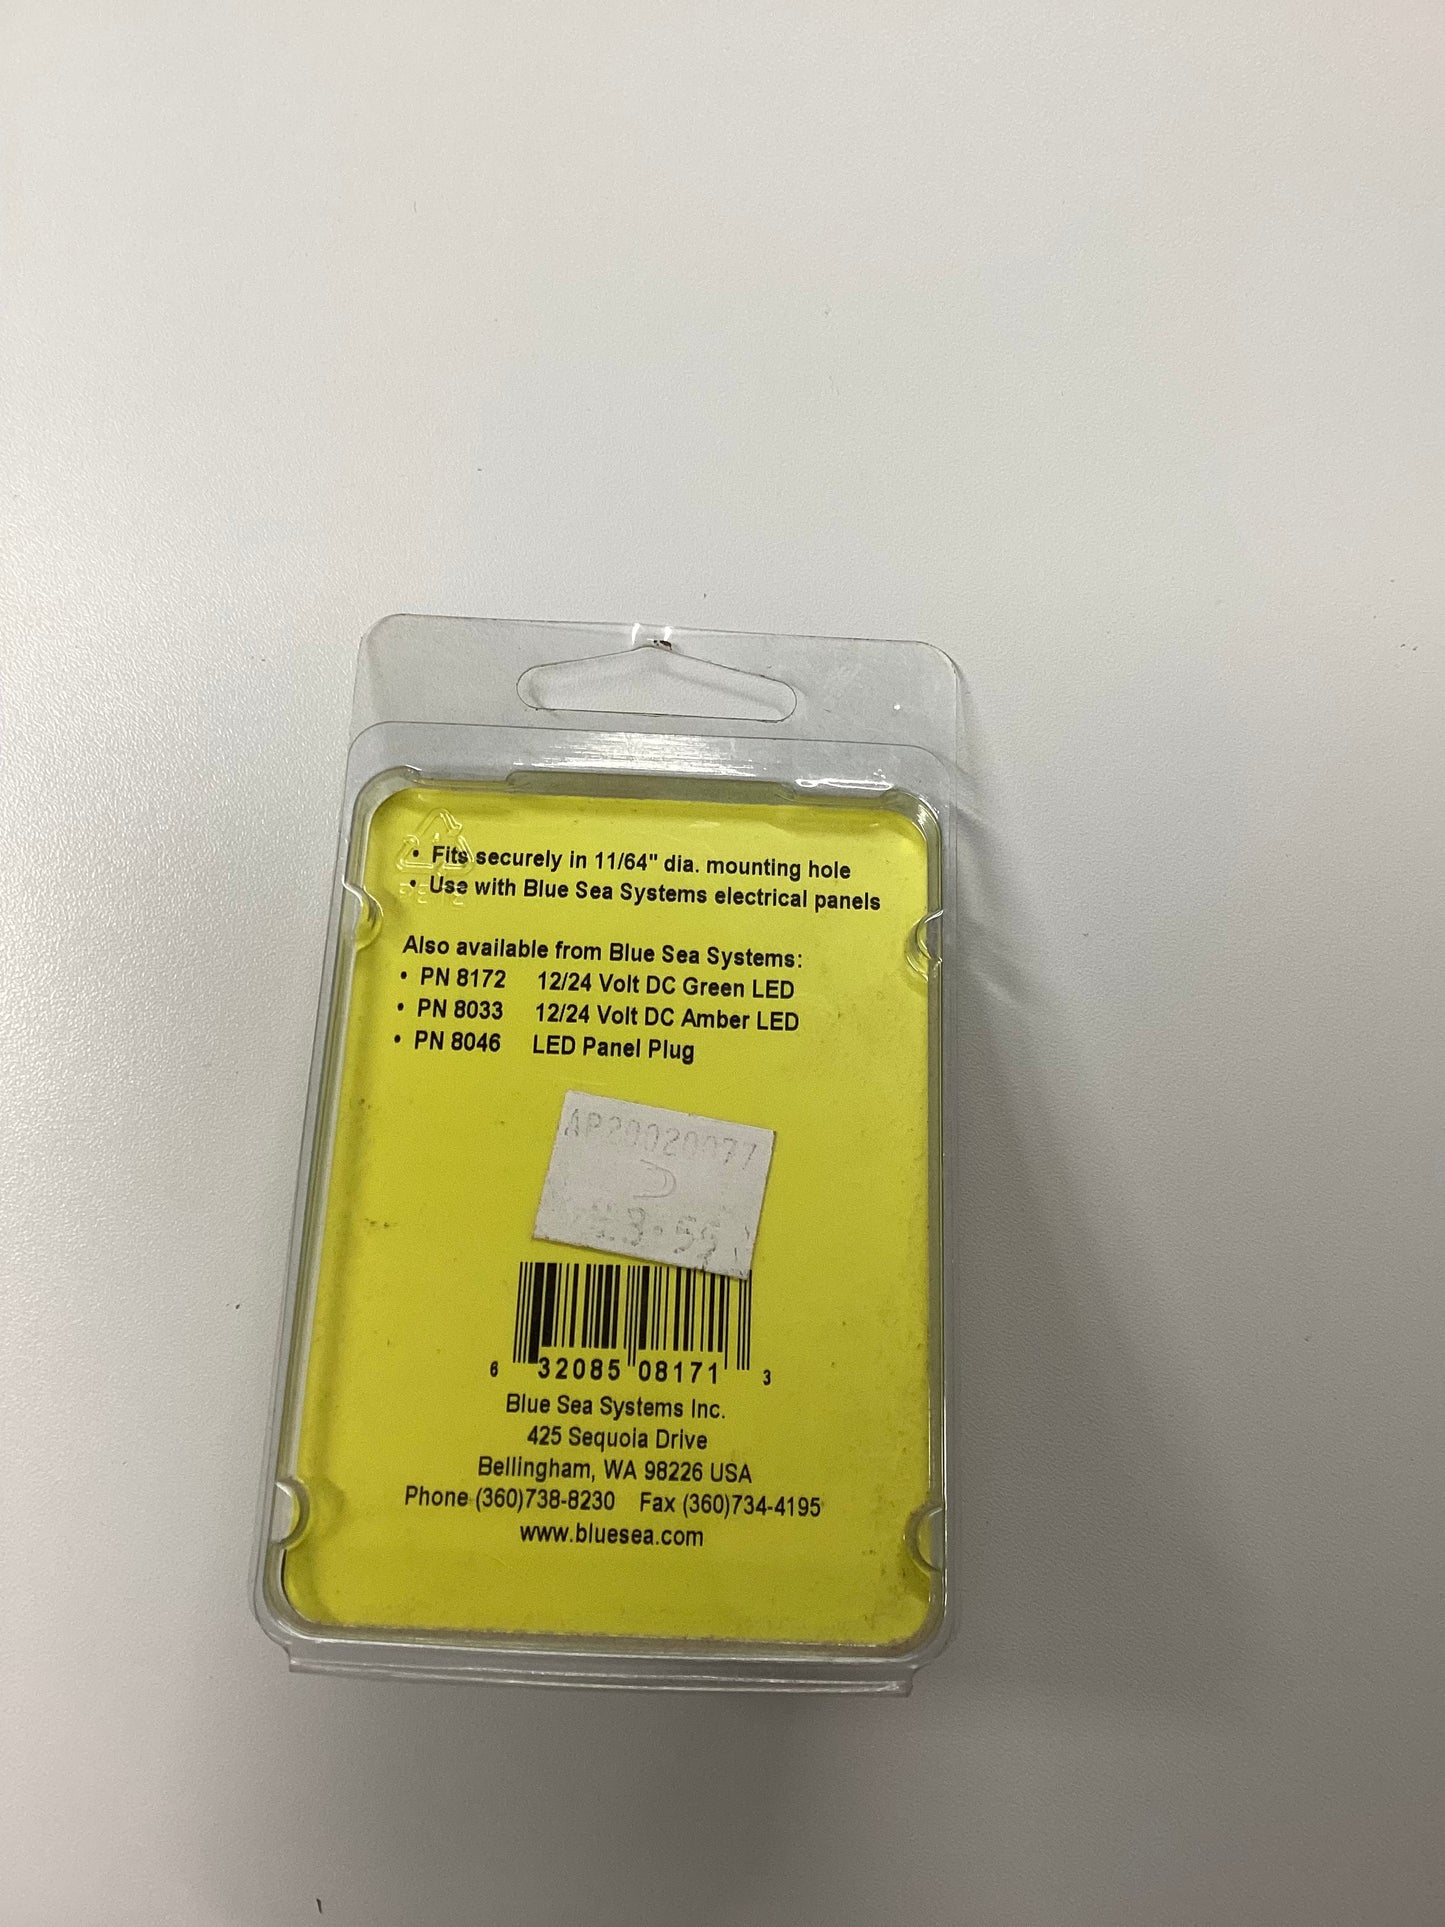 • Fits securely in 11/64" dia. mounting hole
• Use with Blue Sea Systems electrical panels
Also available from Blue Sea Systems:
• PN 8172 12/24 Volt DC Green LED
• PN 8033 12/24 Volt DC Amber LED
• PN 8046 LED Panel Plug
3.55
6 32085 08171 3
Blue Sea Systems Inc.
425 Sequoia Drive
Bellingham, WA 98226 USA
Phone (360)738-8230 Fax (360)734-4195
www.bluesea.com